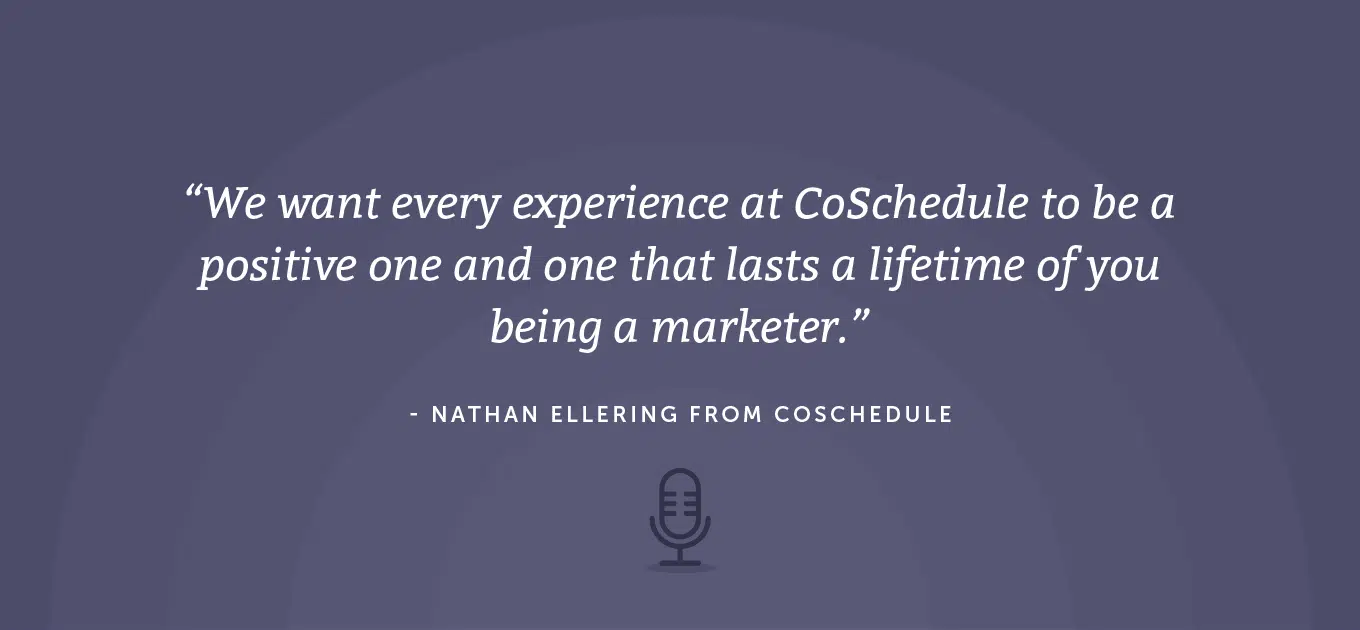 “We want every experience at CoSchedule to be a
positive one and one that lasts a lifetime of you
being a marketer.”
- NATHAN ELLERING FROM COSCHEDULE